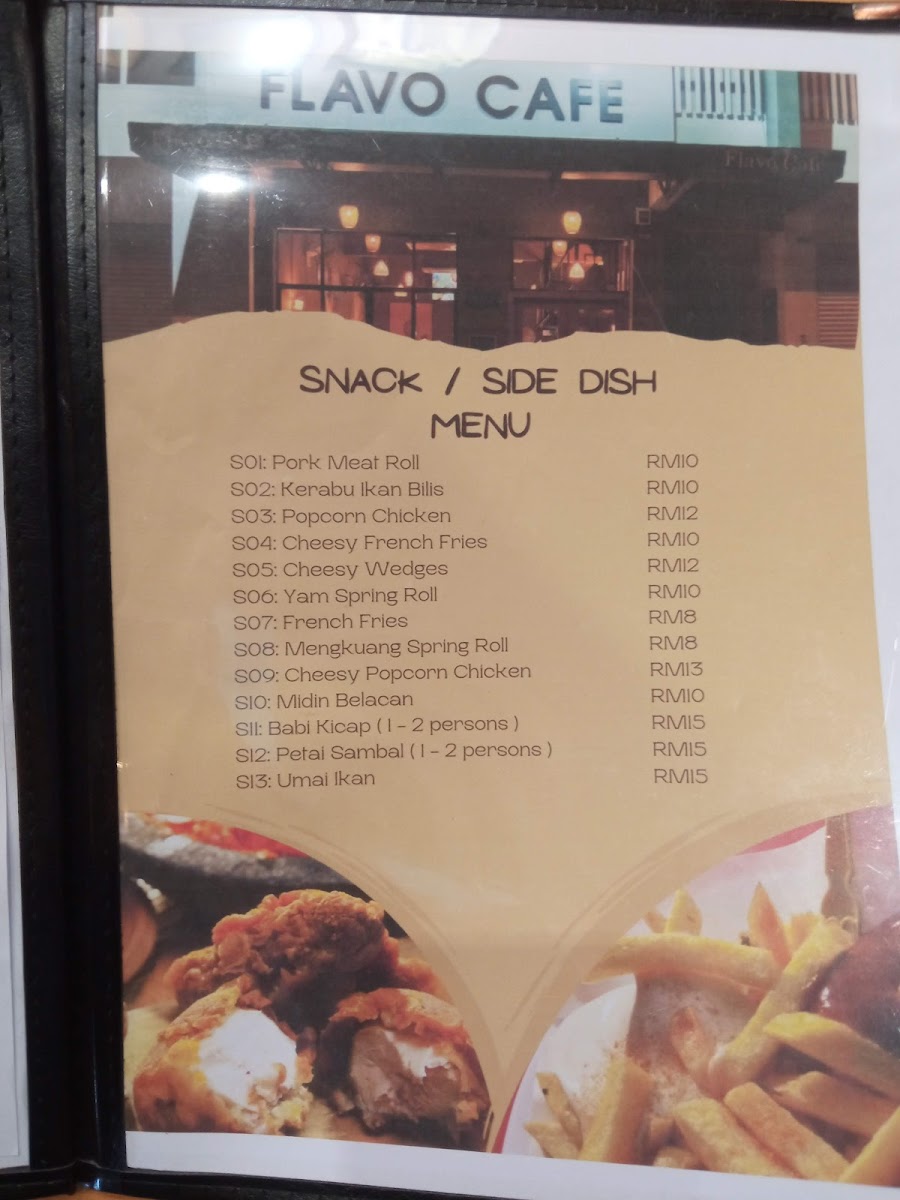 FLAVO CAFE
Flavo Cafe
SNACK / SIDE DISH
MENU
S01: Pork Meat Roll RM10
S02: Kerabu Ikan Bilis RM10
S03: Popcorn Chicken RM12
S04: Cheesy French Fries RM10
S05: Cheesy Wedges RM12
S06: Yam Spring Roll RM10
S07: French Fries RM8
S08: Mengkuang Spring Roll RM8
S09: Cheesy Popcorn Chicken RM13
S10: Midin Belacan RM10
S11: Babi Kicap ( 1 - 2 persons ) RM15
S12: Petai Sambal ( 1 - 2 persons ) RM15
S13: Umai Ikan RM15